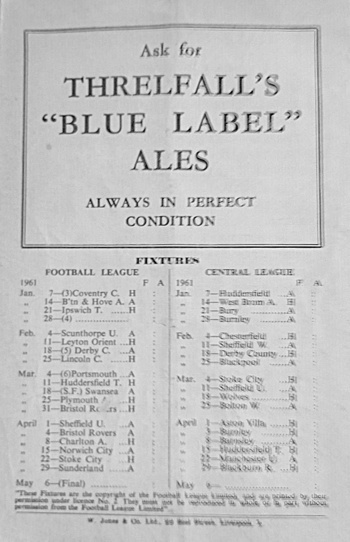 Ask for
THRELFALL'S
"BLUE LABEL"
ALES
ALWAYS IN PERFECT
CONDITION
FIXTURES
FOOTBALL LEAGUE
1961 F A
Jan. 7—(3)Coventry C. H
„ 14—B'tn & Hove A. A
„ 21—Ipswich T. ......H
„ 28—(4) ..................
Feb. 4—Scunthorpe U. ...A
„ 11—Leyton Orient ...H
„ 18—(5) Derby C. ...A
„ 25—Lincoln C. ......H
Mar. 4—(6)Portsmouth ...A
„ 11—Huddersfield T. H
„ 18—(S.F.) Swansea A
„ 25—Plymouth A
„ 31—Bristol Rovers ...H
April 1—Sheffield U. ...A
„ 4—Bristol Rovers ...A
„ 8—Charlton A. ......H
„ 15—Norwich City ...A
„ 22—Stoke City ......H
„ 29—Sunderland ......A
May 6—(Final)
CENTRAL LEAGUE
1961 F A.
Jan. 7—Huddersfield ...A
„ 14—West Brom A. H
„ 21—Bury ............A
„ 28—Burnley .........A
Feb. 4—Chesterfield ...H
„ 11—Sheffield W. ...A
„ 18—Derby County ...H
„ 25—Blackpool ......A
Mar. 4—Stoke City ......H
„ 11—Sheffield U. ...A
„ 18—Wolves .........H
„ 25—Bolton W. ......A
April 1—Aston Villa ......H
„ 3—Burnley .........H
„ 8—Barnsley .........A
„ 15—Huddersfield T. H
„ 22—Manchester U. A
„ 29—Blackburn R. ...H
May 6—
"These Fixtures are the copyright of the Football League Limited, and are printed by their
permission under licence No. 2. They must not be reproduced in whole or in part without
permission from the Football League Limited".
W. Jones & Co. Ltd., Rose Street, Liverpool, 1.